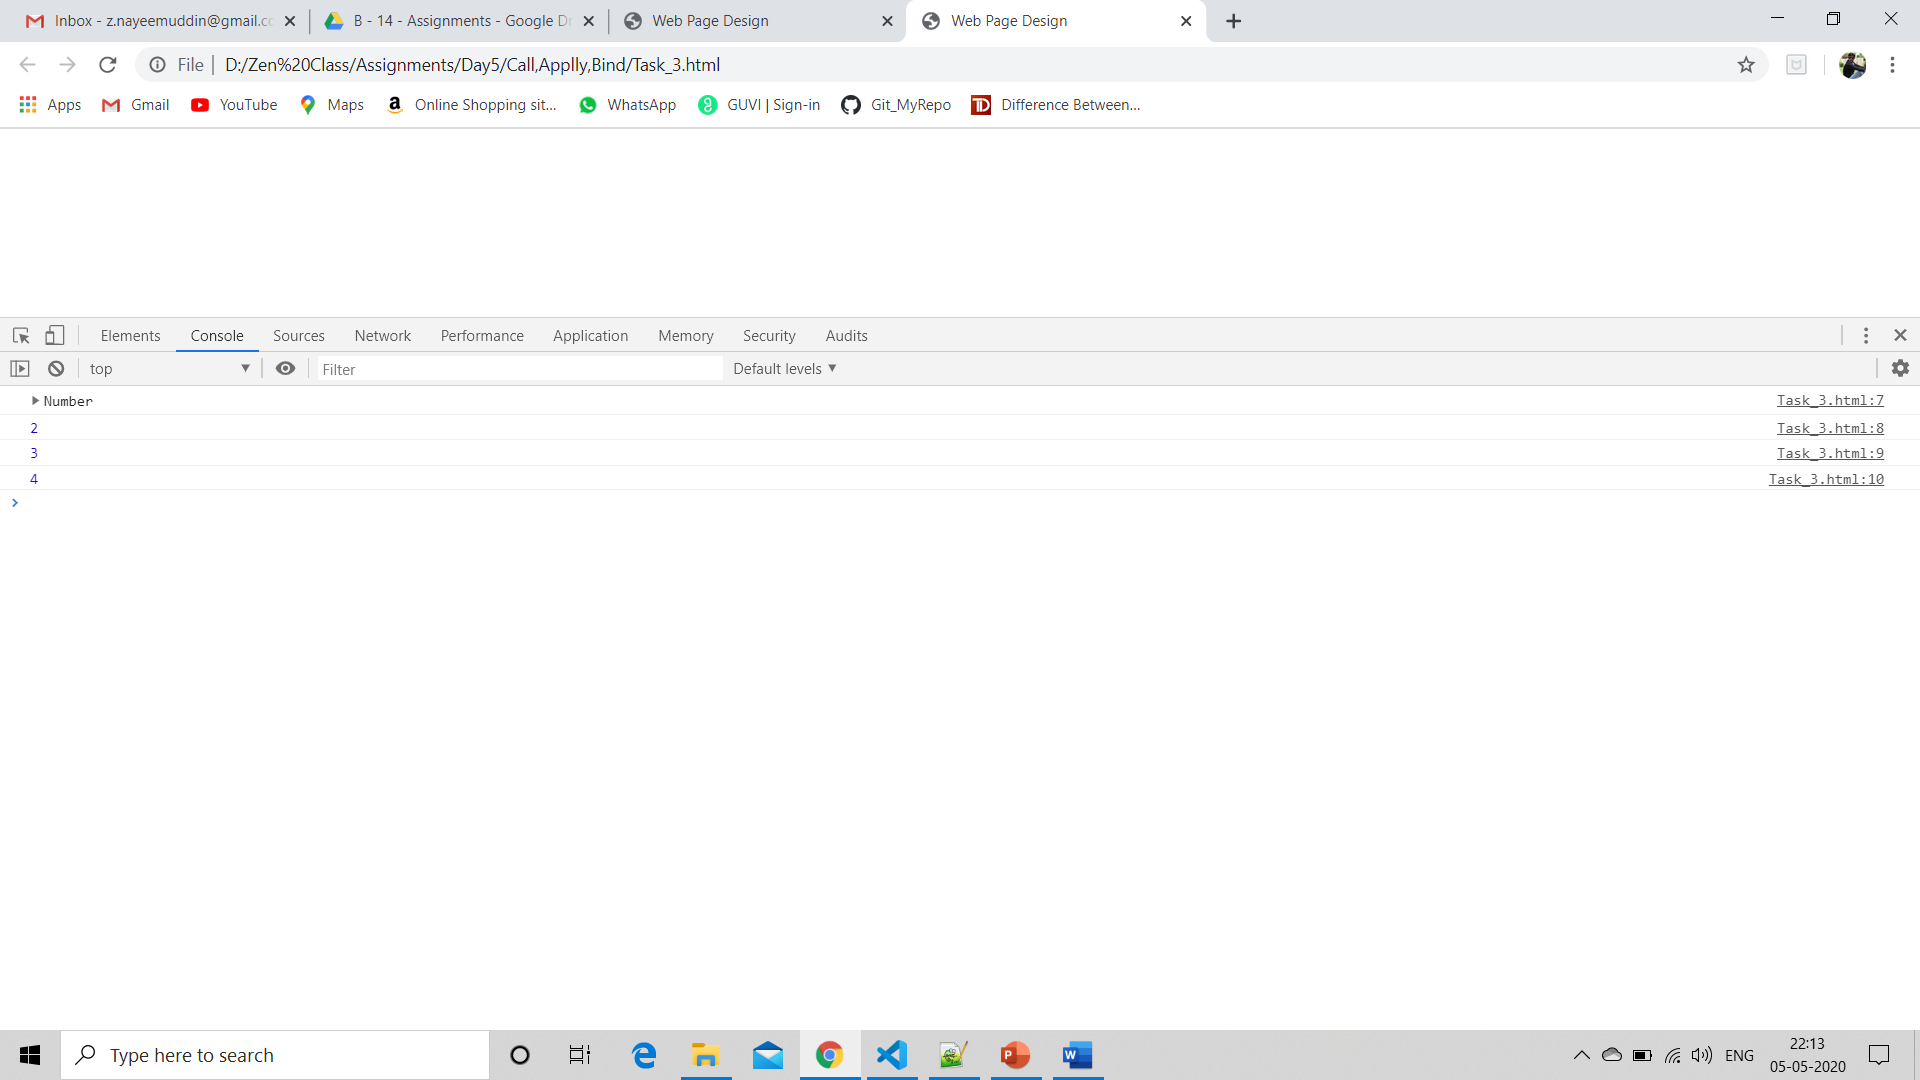 Inbox - z.nayeemuddin@gmail.co B - 14 - Assignments - Google Dr Web Page Design Web Page Design
File D:/Zen%20Class/Assignments/Day5/Call,Applly,Bind/Task_3.html
Apps Gmail YouTube Maps Online Shopping sit... WhatsApp GUVI | Sign-in Git_MyRepo Difference Between...
Elements Console Sources Network Performance Application Memory Security Audits
top Filter Default levels
Number Task_3.html:7
2 Task_3.html:8
3 Task_3.html:9
4 Task_3.html:10
Type here to search ENG 22:13
05-05-2020